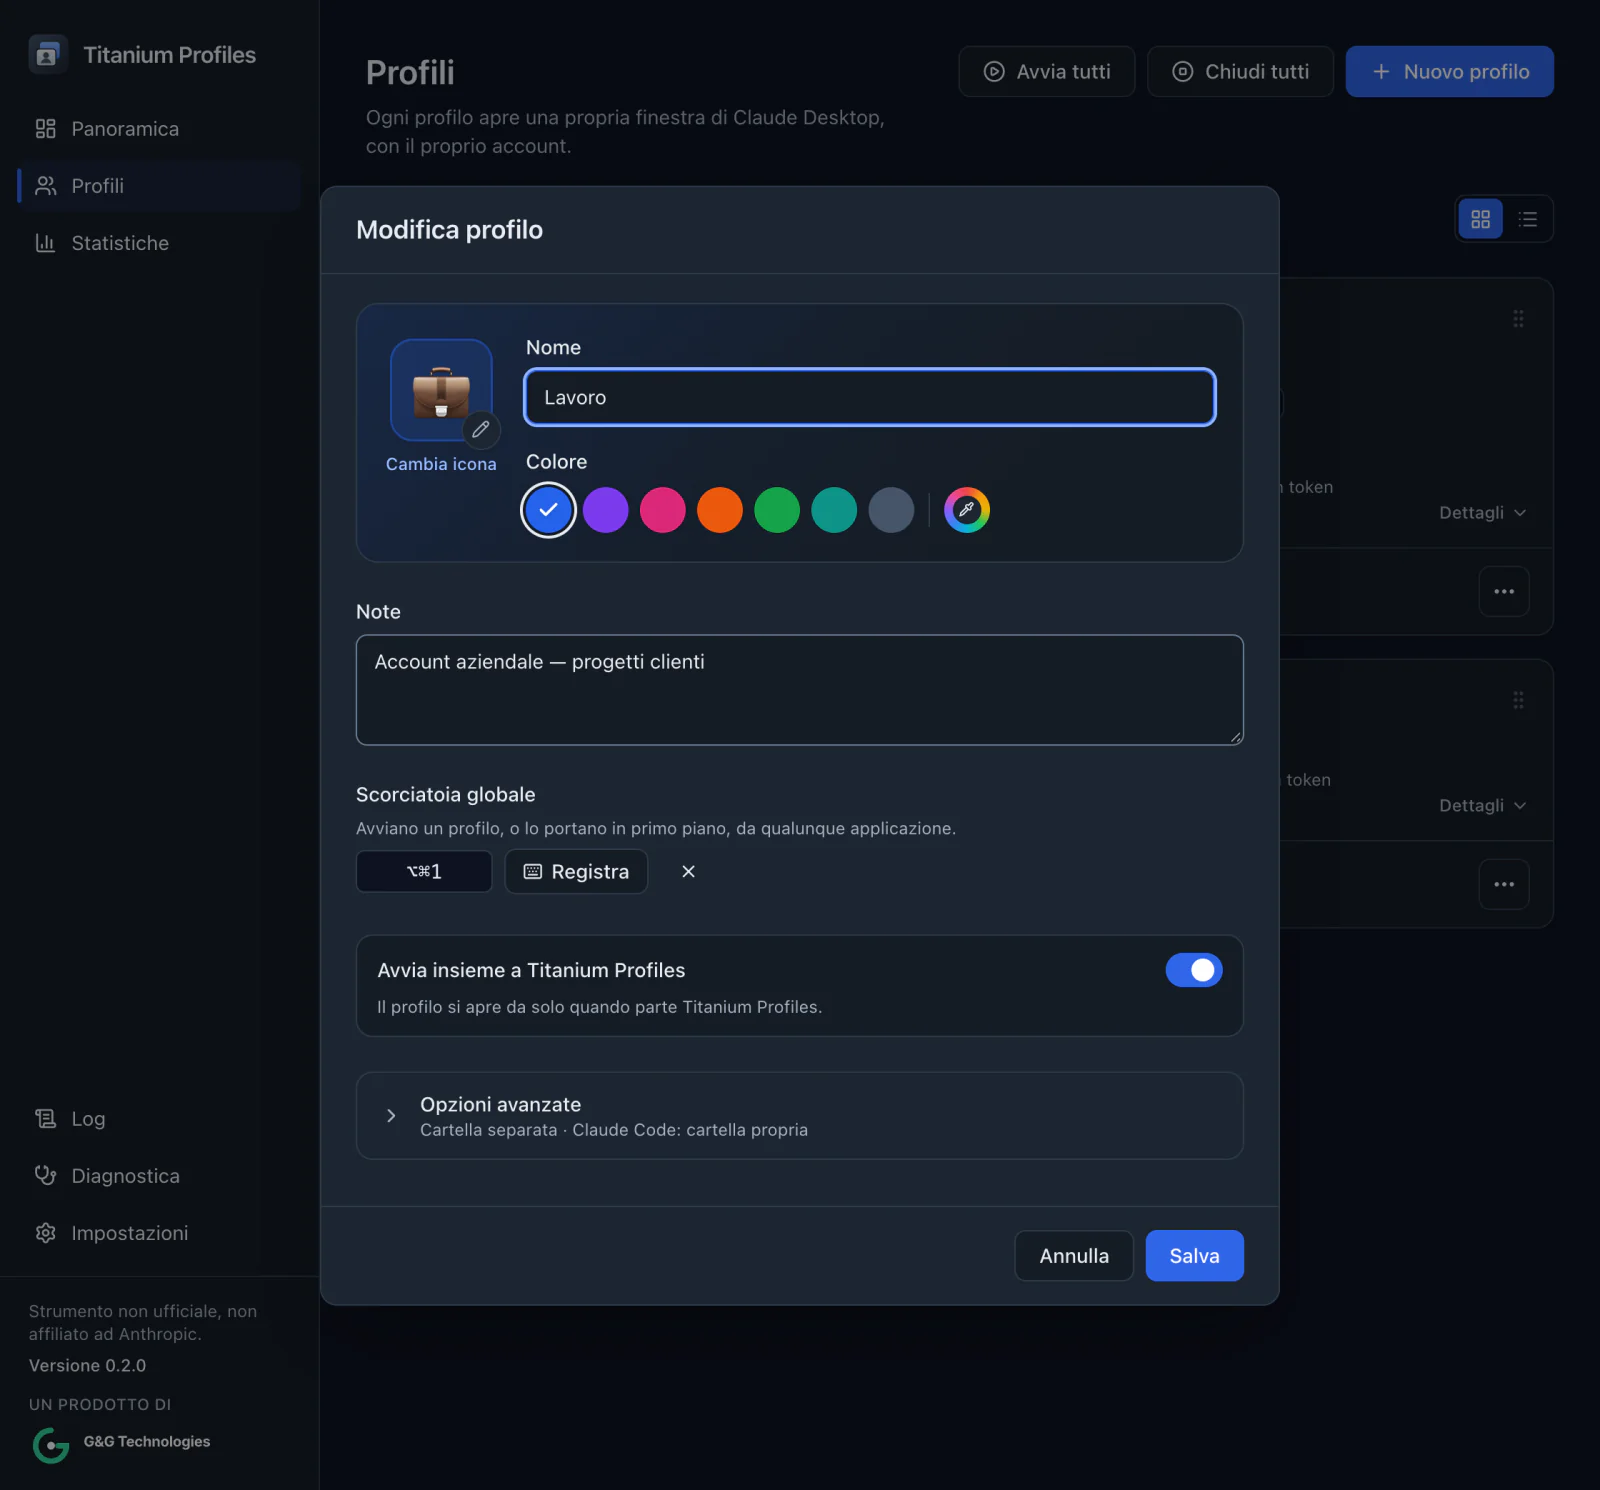 Titanium Profiles
Panoramica
Profili
Statistiche
Log
Diagnostica
Impostazioni
Strumento non ufficiale, non
affiliato ad Anthropic.
Versione 0.2.0
UN PRODOTTO DI
G&G Technologies
Profili
Ogni profilo apre una propria finestra di Claude Desktop,
con il proprio account.
Avvia tutti
Chiudi tutti
Nuovo profilo
token
Dettagli
token
Dettagli
Modifica profilo
Cambia icona
Nome
Lavoro
Colore
Note
Account aziendale — progetti clienti
Scorciatoia globale
Avviano un profilo, o lo portano in primo piano, da qualunque applicazione.
⌥⌘1
Registra
Avvia insieme a Titanium Profiles
Il profilo si apre da solo quando parte Titanium Profiles.
Opzioni avanzate
Cartella separata · Claude Code: cartella propria
Annulla
Salva